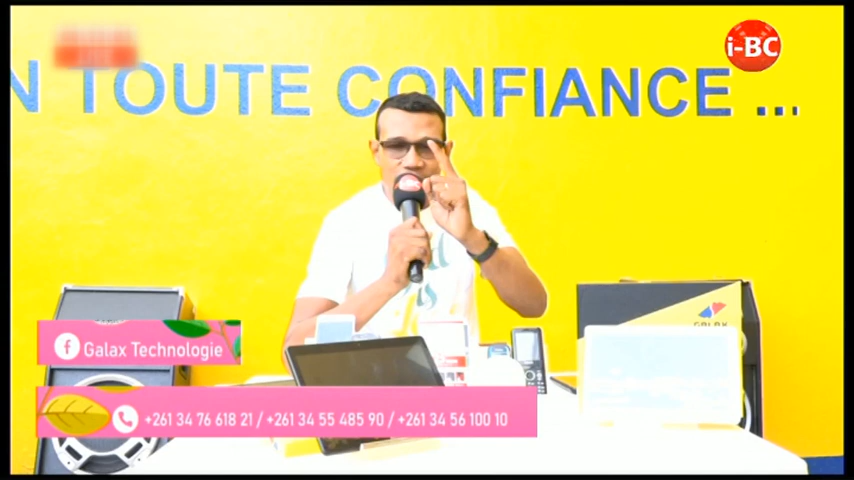 i-BC
N TOUTE CONFIANCE ...
GALAX
Galax Technologie
+261 34 76 618 21 / +261 34 55 485 90 / +261 34 56 100 10